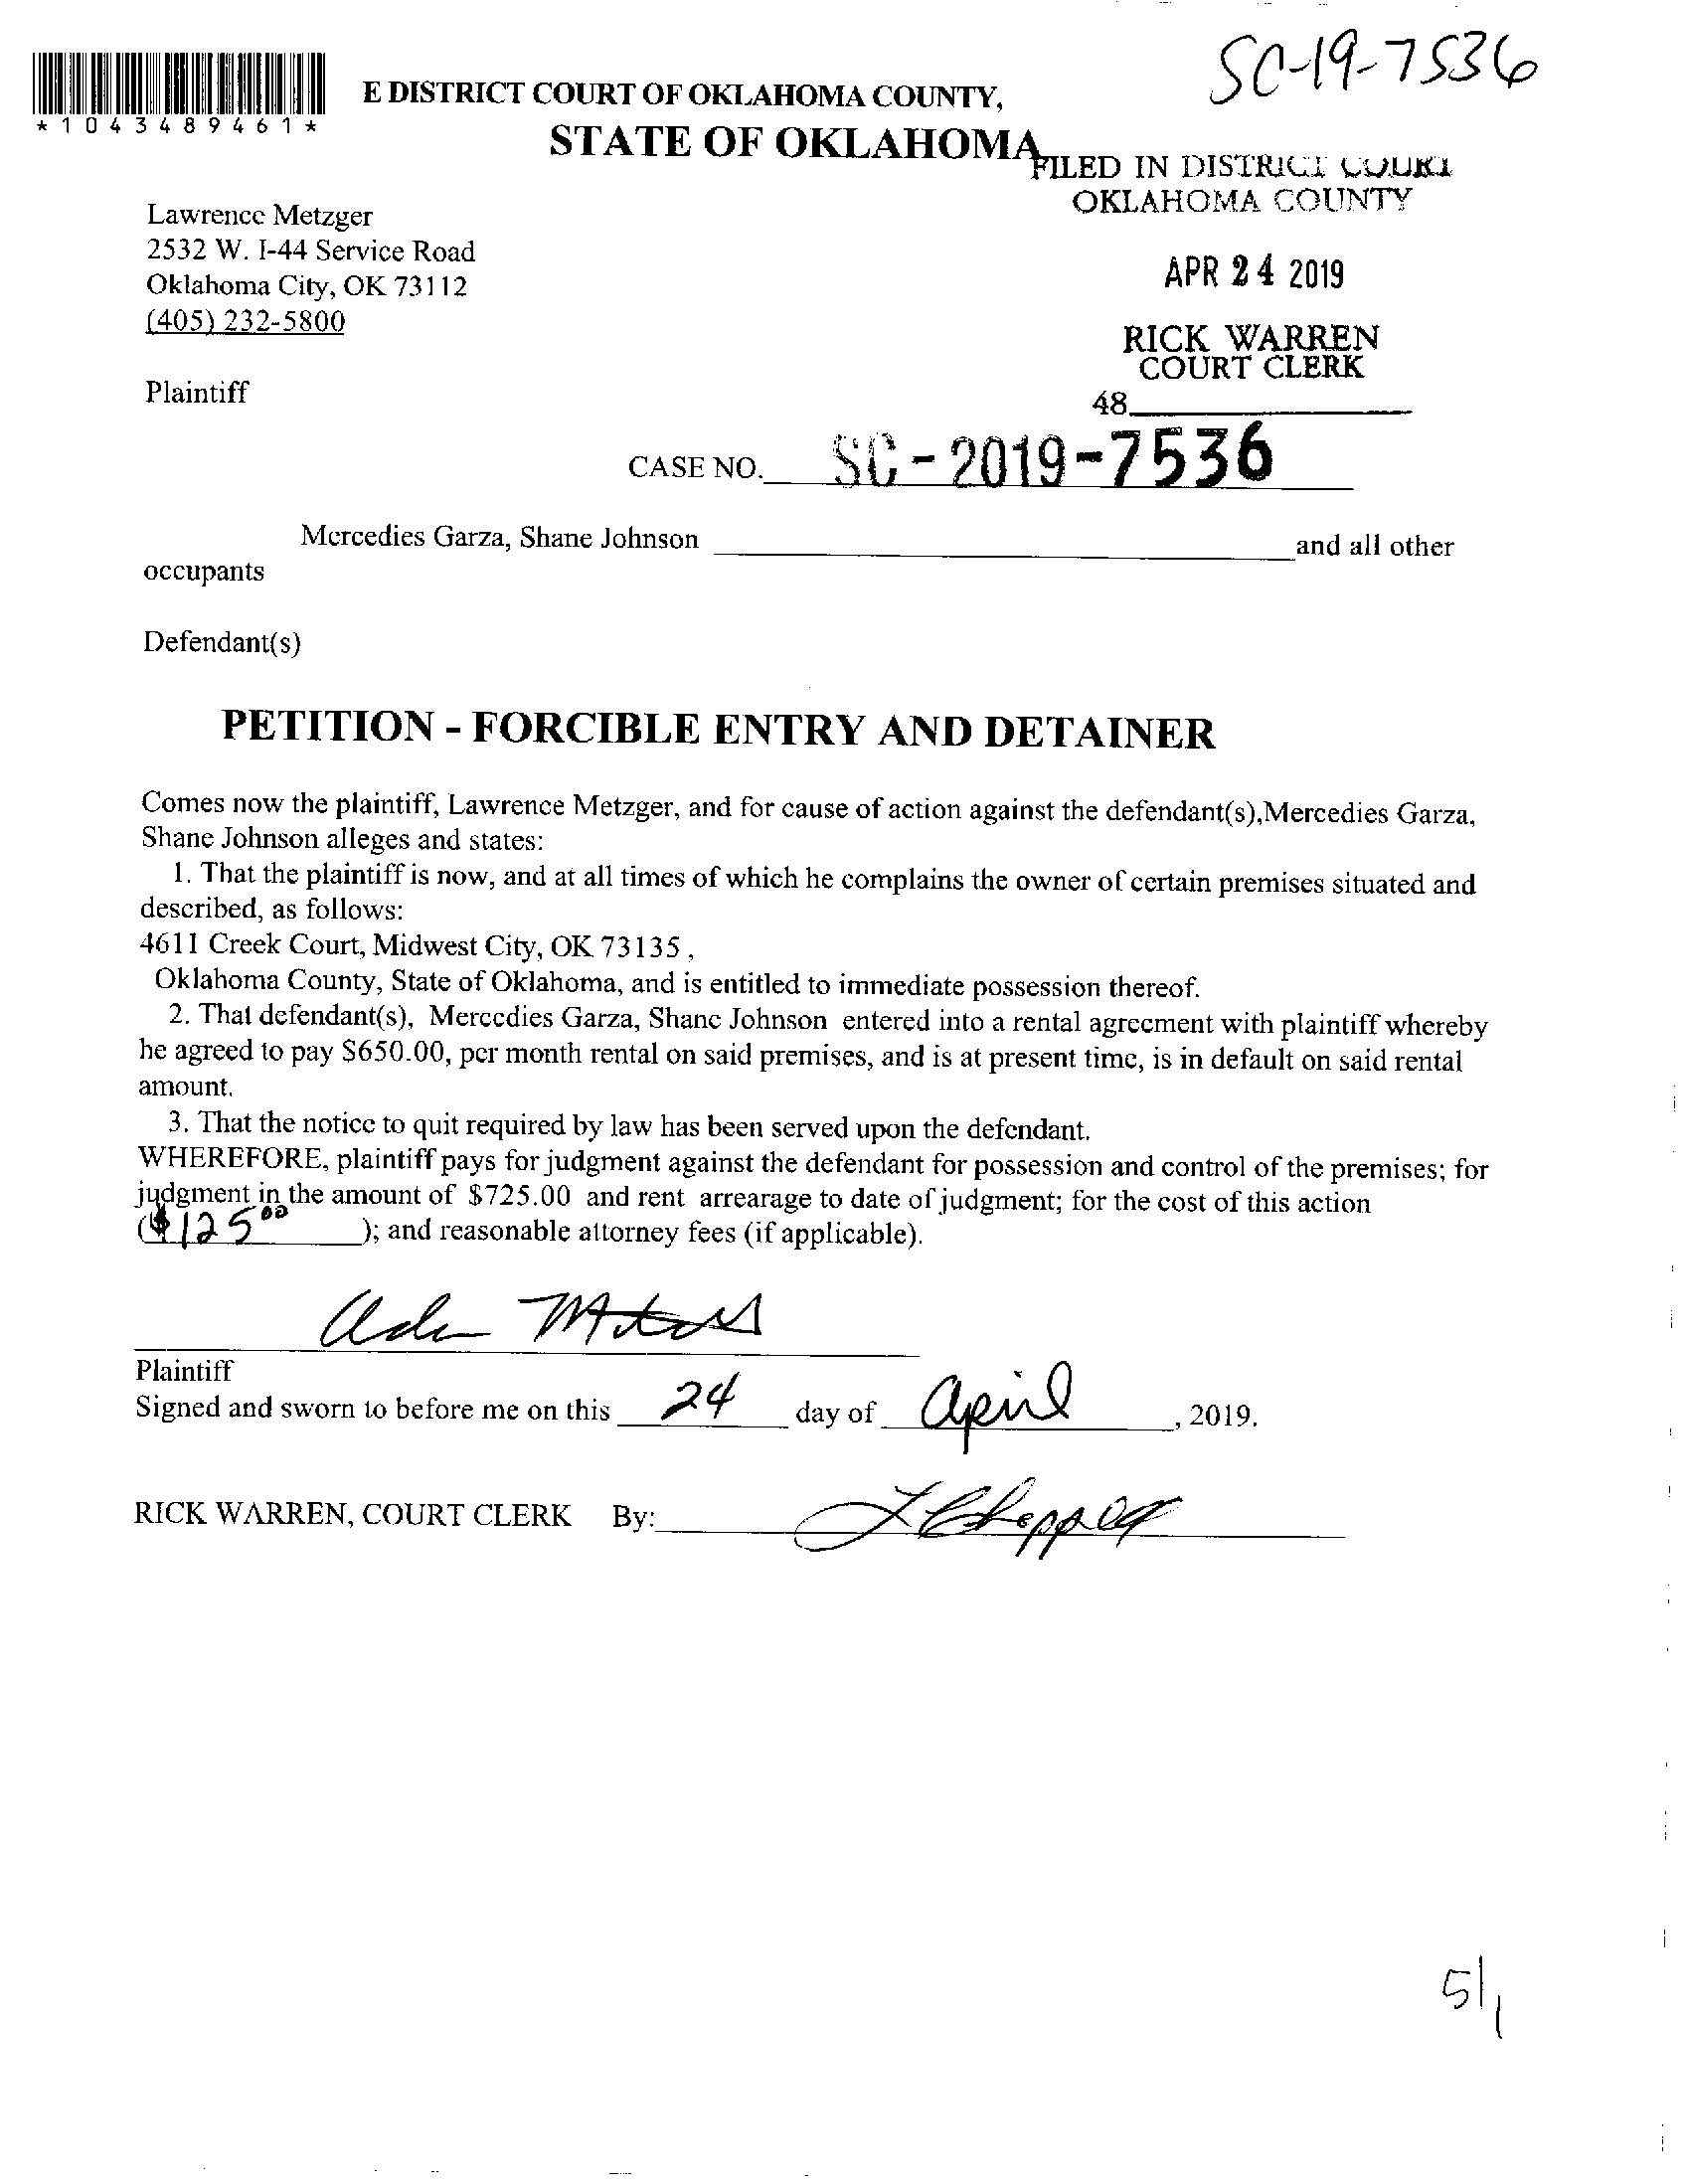 SC-19-7536
E DISTRICT COURT OF OKLAHOMA COUNTY,
*1043489461*
STATE OF OKLAHOMA
FILED IN DISTRICT COURT
OKLAHOMA COUNTY
Lawrence Metzger
2532 W. I-44 Service Road
Oklahoma City, OK 73112
(405) 232-5800
APR 24 2019
RICK WARREN
COURT CLERK
Plaintiff
48
CASE NO. SC-2019-7536
Mercedies Garza, Shane Johnson and all other
occupants
Defendant(s)
PETITION - FORCIBLE ENTRY AND DETAINER
Comes now the plaintiff, Lawrence Metzger, and for cause of action against the defendant(s),Mercedies Garza,
Shane Johnson alleges and states:
1. That the plaintiff is now, and at all times of which he complains the owner of certain premises situated and
described, as follows:
4611 Creek Court, Midwest City, OK 73135 ,
Oklahoma County, State of Oklahoma, and is entitled to immediate possession thereof.
2. That defendant(s), Mercedies Garza, Shane Johnson entered into a rental agreement with plaintiff whereby
he agreed to pay $650.00, per month rental on said premises, and is at present time, is in default on said rental
amount.
3. That the notice to quit required by law has been served upon the defendant.
WHEREFORE, plaintiff pays for judgment against the defendant for possession and control of the premises; for
judgment in the amount of $725.00 and rent arrearage to date of judgment; for the cost of this action
($125.00 ); and reasonable attorney fees (if applicable).
Plaintiff
Signed and sworn to before me on this 24 day of April, 2019.
RICK WARREN, COURT CLERK By:
5/1